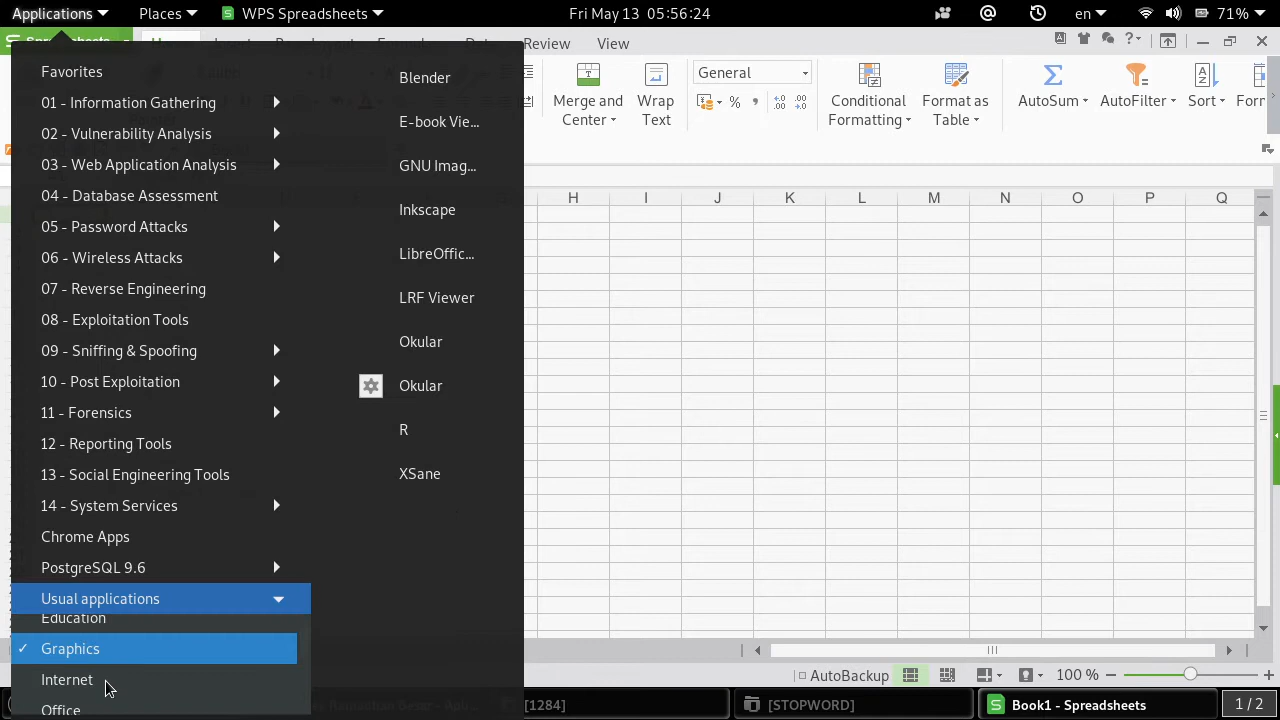 Applications Places WPS Spreadsheets Fri May 13 05:56:24 en 71%
Review View
Favorites
01 - Information Gathering
02 - Vulnerability Analysis
03 - Web Application Analysis
04 - Database Assessment
05 - Password Attacks
06 - Wireless Attacks
07 - Reverse Engineering
08 - Exploitation Tools
09 - Sniffing & Spoofing
10 - Post Exploitation
11 - Forensics
12 - Reporting Tools
13 - Social Engineering Tools
14 - System Services
Chrome Apps
PostgreSQL 9.6
Usual applications
Education
Graphics
Internet
Office
Blender
E-book Vie...
GNU Imag...
Inkscape
LibreOffic...
LRF Viewer
Okular
Okular
R
XSane
General
Merge and Center
Wrap Text
%
Conditional Formatting
Format as Table
AutoSum
AutoFilter
Sort
H I J K L M N O P Q
AutoBackup 100 %
[1284] [STOPWORD] Book1 - Spreadsheets 1 / 2